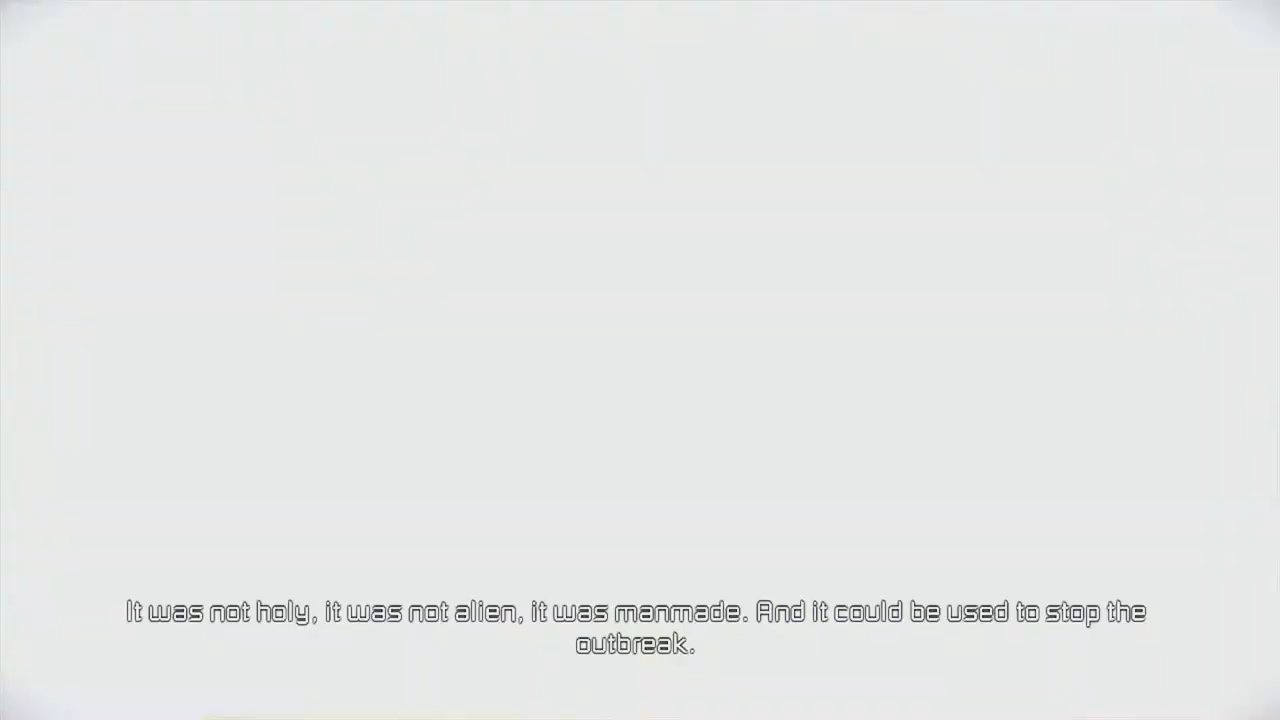 It was not holy, it was not alien, it was manmade. And it could be used to stop the
outbreak.